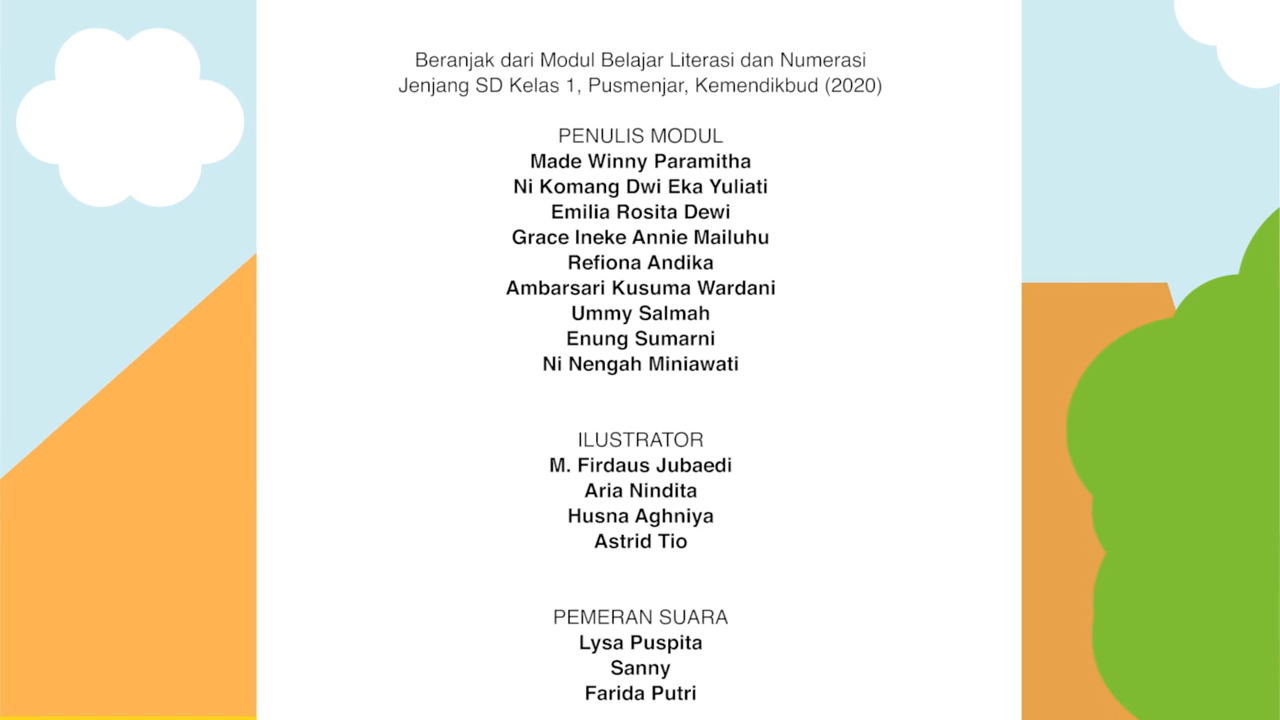 Beranjak dari Modul Belajar Literasi dan Numerasi
Jenjang SD Kelas 1, Pusmenjar, Kemendikbud (2020)
PENULIS MODUL
Made Winny Paramitha
Ni Komang Dwi Eka Yuliati
Emilia Rosita Dewi
Grace Ineke Annie Mailuhu
Refiona Andika
Ambarsari Kusuma Wardani
Ummy Salmah
Enung Sumarni
Ni Nengah Miniawati
ILUSTRATOR
M. Firdaus Jubaedi
Aria Nindita
Husna Aghniya
Astrid Tio
PEMERAN SUARA
Lysa Puspita
Sanny
Farida Putri